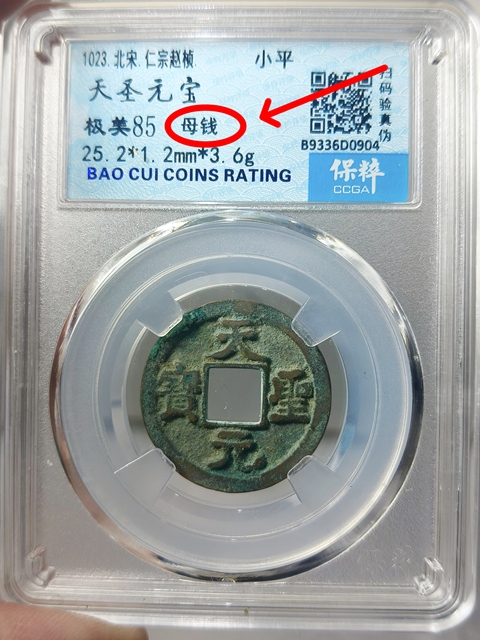 1023.北宋.仁宗赵桢. 小平
天圣元宝
极美85 母钱
25.2*1.2mm*3.6g
BAO CUI COINS RATING
扫码验真伪
B9336D0904
保粹
CCGA
天聖元寶